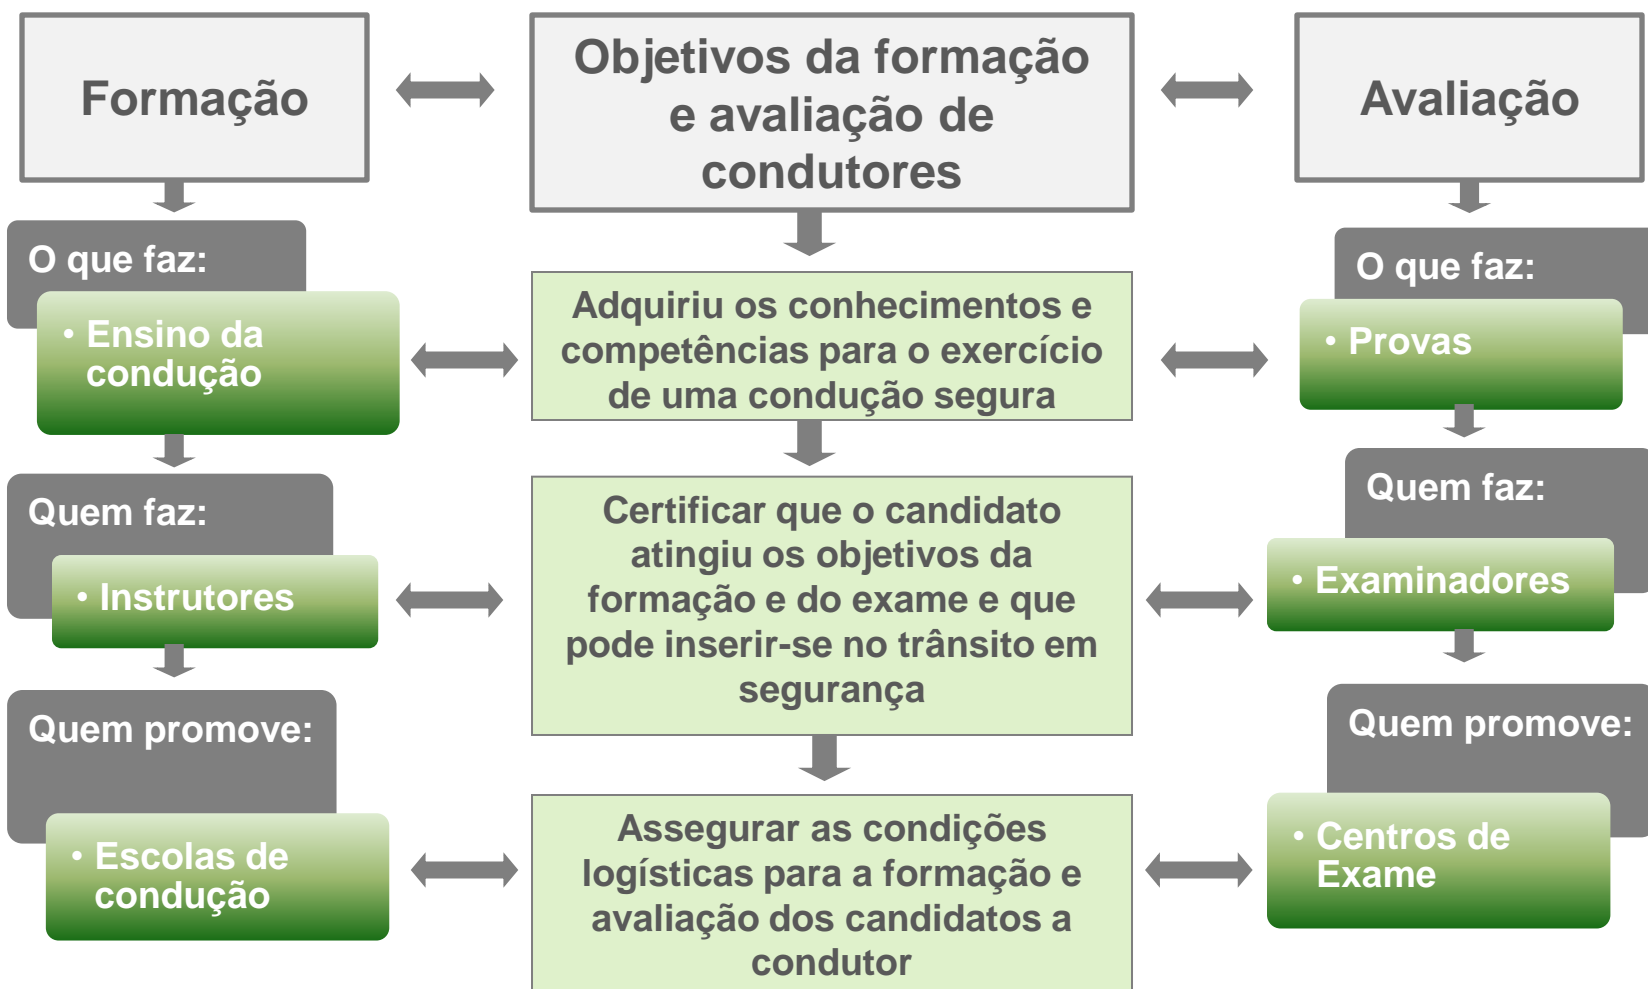 Formação
Objetivos da formação
e avaliação de
condutores
Avaliação
O que faz:
• Ensino da
condução
Adquiriu os conhecimentos e
competências para o exercício
de uma condução segura
O que faz:
• Provas
Quem faz:
• Instrutores
Certificar que o candidato
atingiu os objetivos da
formação e do exame e que
pode inserir-se no trânsito em
segurança
Quem faz:
• Examinadores
Quem promove:
• Escolas de
condução
Assegurar as condições
logísticas para a formação e
avaliação dos candidatos a
condutor
Quem promove:
• Centros de
Exame